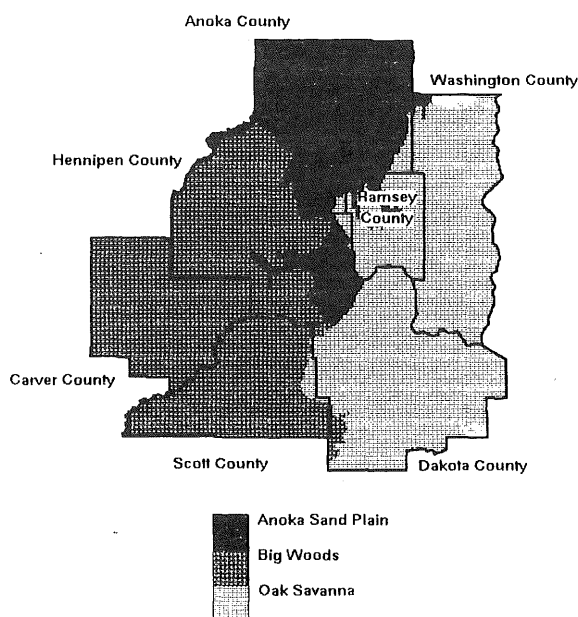 Anoka County
Washington County
Hennipen County
Ramsey
County
Carver County
Scott County
Dakota County
Anoka Sand Plain
Big Woods
Oak Savanna